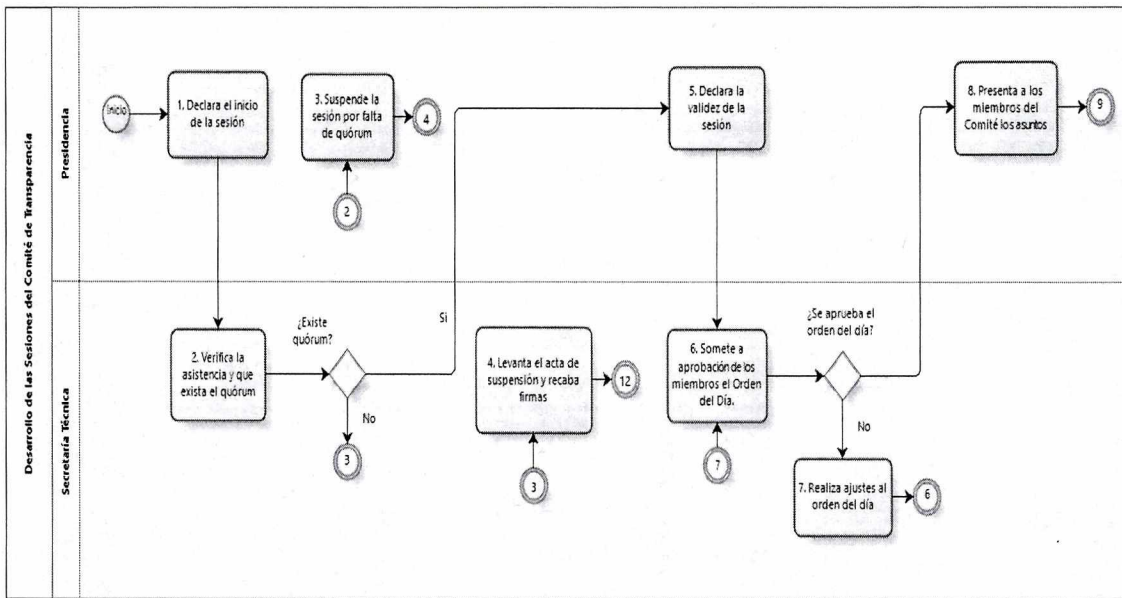 Desarrollo de las Sesiones del Comité de Transparencia
Presidencia
Inicio
1. Declara el inicio
de la sesión
3. Suspende la
sesión por falta
de quórum
4
2
5. Declara la
validez de la
sesión
8. Presenta a los
miembros del
Comité los asuntos
9
Secretaría Técnica
2. Verifica la
asistencia y que
exista el quórum
¿Existe
quórum?
Si
No
3
4. Levanta el acta de
suspensión y recaba
firmas
12
3
6. Somete a
aprobación de los
miembros el Orden
del Día.
7
¿Se aprueba el
orden del día?
No
7. Realiza ajustes al
orden del día
6